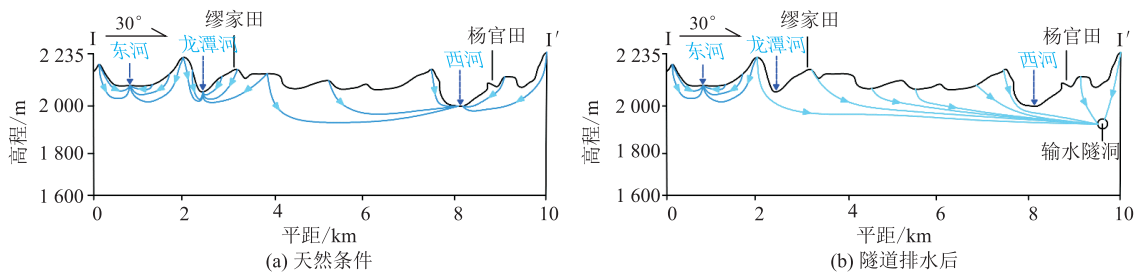 I 30° 缪家田 杨官田 I′
东河 龙潭河 西河
2 235
2 000
1 800
1 600
高程/m
0 2 4 6 8 10
平距/km
(a) 天然条件
I 30° 缪家田 杨官田 I′
东河 龙潭河 西河
2 235
2 000
1 800
1 600
高程/m
输水隧洞
0 2 4 6 8 10
平距/km
(b) 隧道排水后